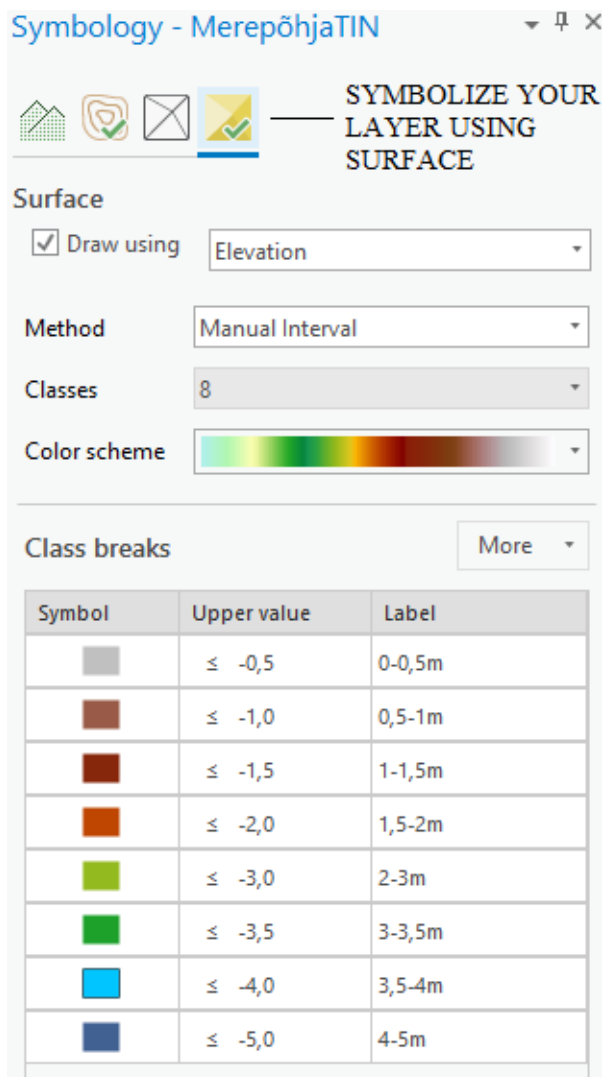 Symbology - MerepõhjaTIN
SYMBOLIZE YOUR
LAYER USING
SURFACE
Surface
Draw using Elevation
Method Manual Interval
Classes 8
Color scheme
Class breaks More
Symbol Upper value Label
≤ -0,5 0-0,5m
≤ -1,0 0,5-1m
≤ -1,5 1-1,5m
≤ -2,0 1,5-2m
≤ -3,0 2-3m
≤ -3,5 3-3,5m
≤ -4,0 3,5-4m
≤ -5,0 4-5m